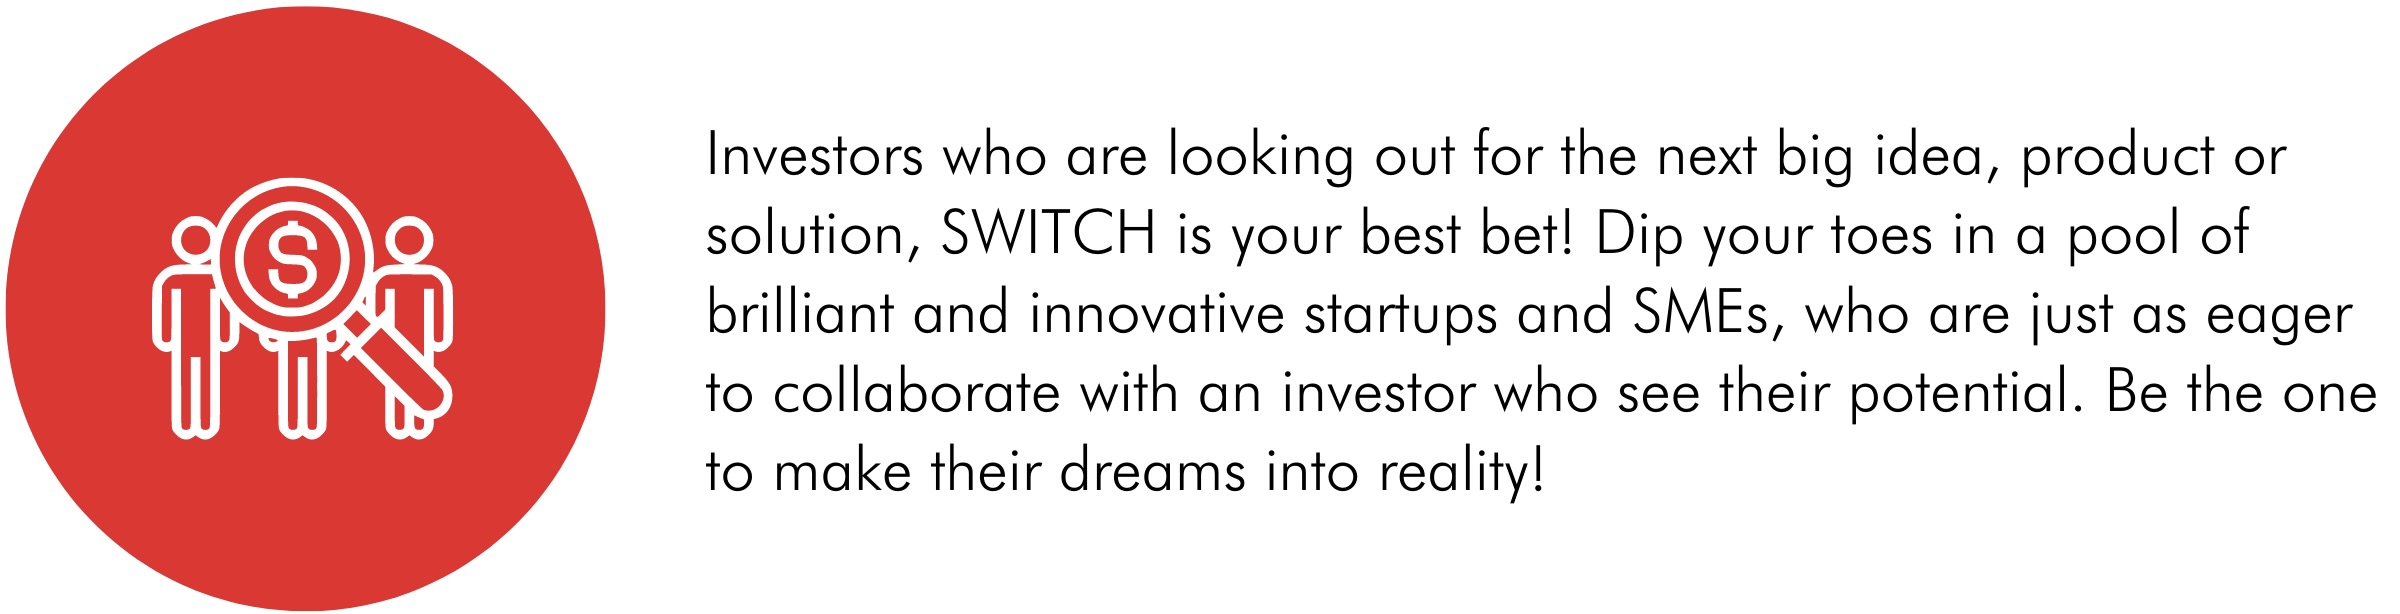 $
Investors who are looking out for the next big idea, product or
solution, SWITCH is your best bet! Dip your toes in a pool of
brilliant and innovative startups and SMEs, who are just as eager
to collaborate with an investor who see their potential. Be the one
to make their dreams into reality!